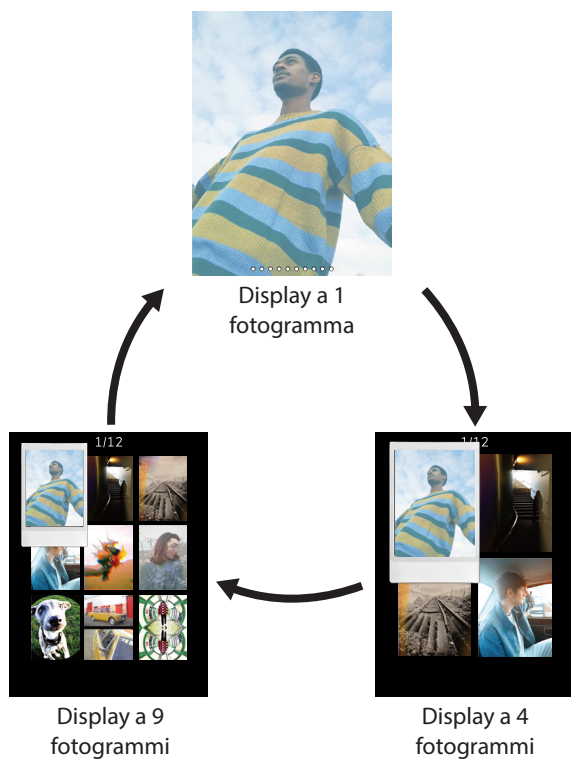 Display a 1
fotogramma
1/12
1/12
Display a 9
fotogrammi
Display a 4
fotogrammi